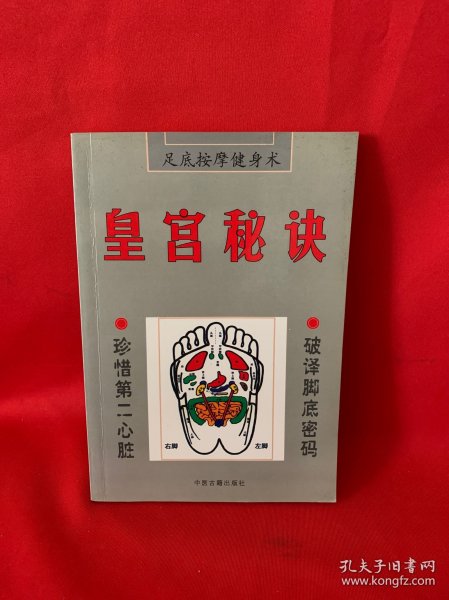 足底按摩健身术
皇宫秘诀
珍惜第二心脏
破译脚底密码
右脚
左脚
中医古籍出版社
孔夫子旧书网
www.kongfz.com